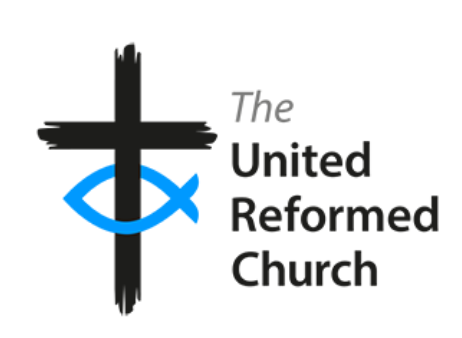 The
United
Reformed
Church